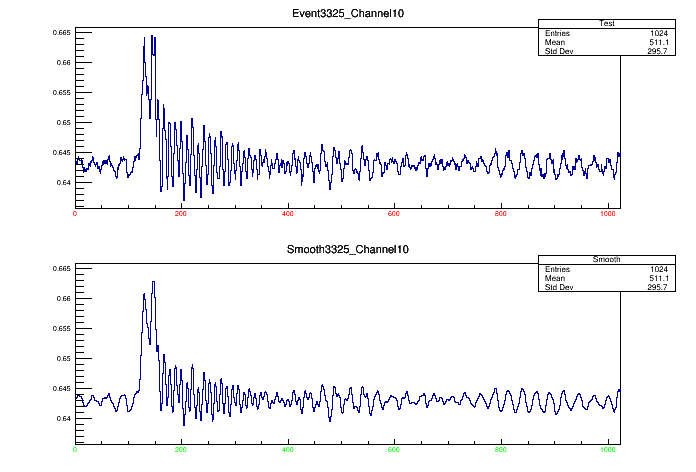 Event3325_Channel10
Test
Entries 1024
Mean 511.1
Std Dev 295.7
0.665
0.66
0.655
0.65
0.645
0.64
0 200 400 600 800 1000
Smooth3325_Channel10
Smooth
Entries 1024
Mean 511.1
Std Dev 295.7
0.665
0.66
0.655
0.65
0.645
0.64
0 200 400 600 800 1000